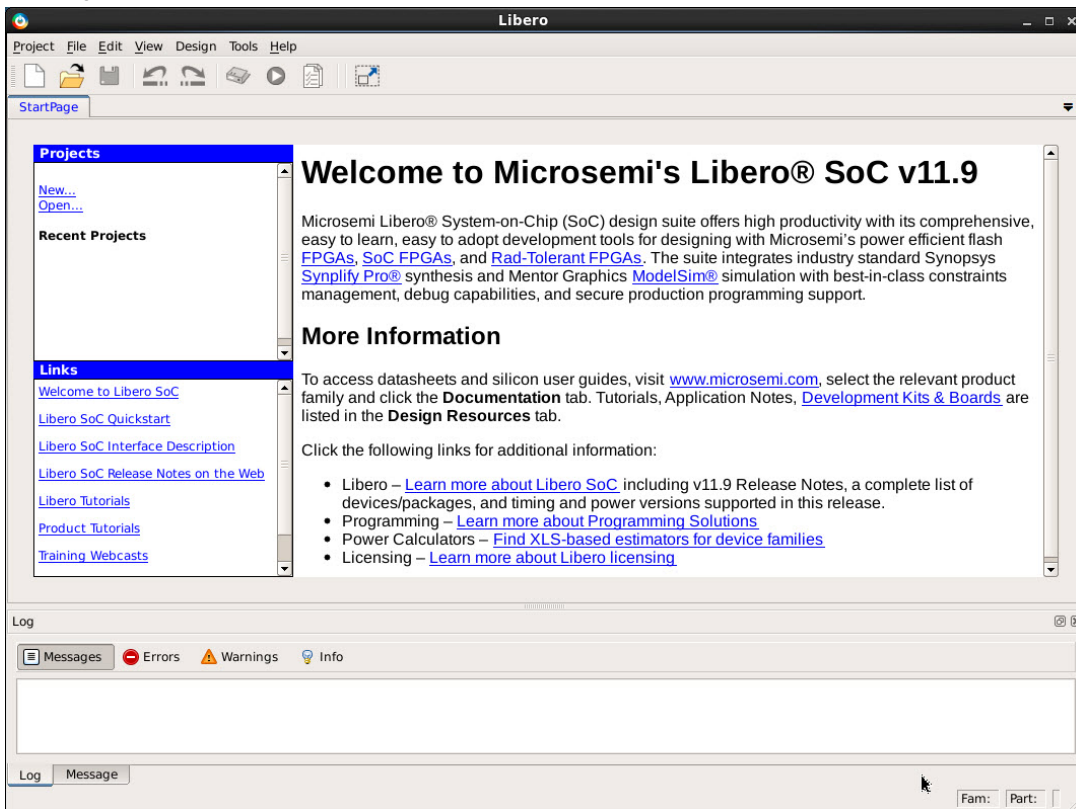 Libero
Project File Edit View Design Tools Help
StartPage
Projects
New...
Open...
Recent Projects
Links
Welcome to Libero SoC
Libero SoC Quickstart
Libero SoC Interface Description
Libero SoC Release Notes on the Web
Libero Tutorials
Product Tutorials
Training Webcasts
Welcome to Microsemi's Libero® SoC v11.9
Microsemi Libero® System-on-Chip (SoC) design suite offers high productivity with its comprehensive,
easy to learn, easy to adopt development tools for designing with Microsemi's power efficient flash
FPGAs, SoC FPGAs, and Rad-Tolerant FPGAs. The suite integrates industry standard Synopsys
Synplify Pro® synthesis and Mentor Graphics ModelSim® simulation with best-in-class constraints
management, debug capabilities, and secure production programming support.
More Information
To access datasheets and silicon user guides, visit www.microsemi.com, select the relevant product
family and click the Documentation tab. Tutorials, Application Notes, Development Kits & Boards are
listed in the Design Resources tab.
Click the following links for additional information:
• Libero – Learn more about Libero SoC including v11.9 Release Notes, a complete list of
devices/packages, and timing and power versions supported in this release.
• Programming – Learn more about Programming Solutions
• Power Calculators – Find XLS-based estimators for device families
• Licensing – Learn more about Libero licensing
Log
Messages Errors Warnings Info
Log Message
Fam: Part: